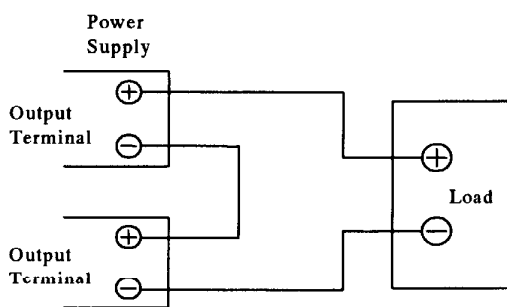 Power
Supply
+
Output
Terminal
−
+
Load
−
+
Output
Terminal
−